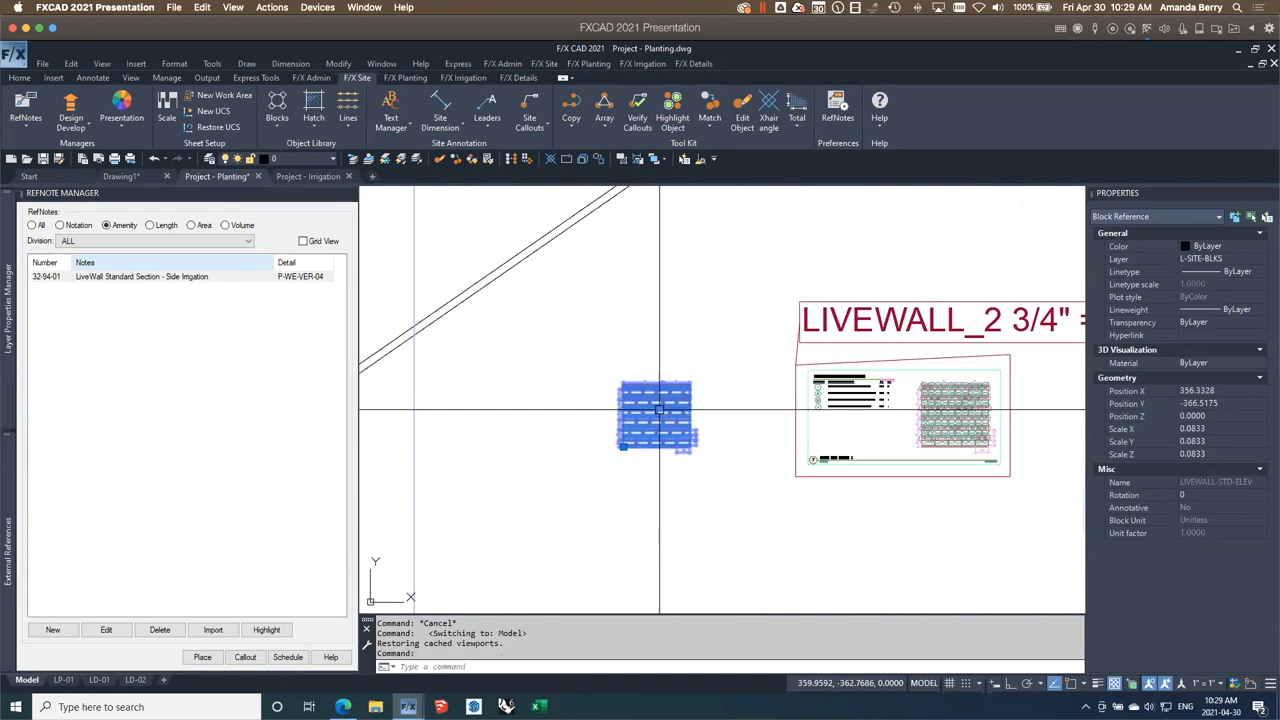 FXCAD 2021 Presentation File Edit View Actions Devices Window Help 100% Fri Apr 30 10:29 AM Amanda Berry
FXCAD 2021 Presentation
F/X CAD 2021 Project - Planting.dwg
F/X
File Edit View Insert Format Tools Draw Dimension Modify Window Help Express F/X Admin F/X Site F/X Planting F/X Irrigation F/X Details
Home Insert Annotate View Manage Output Express Tools F/X Admin F/X Site F/X Planting F/X Irrigation F/X Details
RefNotes Design Develop Presentation Scale New Work Area New UCS Restore UCS Blocks Hatch Lines Text Manager Site Dimension Leaders Site Callouts Copy Array Verify Callouts Highlight Object Match Edit Object Xhair angle Total RefNotes Help
Managers Sheet Setup Object Library Site Annotation Tool Kit Preferences Help
0
Start Drawing1* Project - Planting* Project - Irrigation
REFNOTE MANAGER
RefNotes:
All Notation Amenity Length Area Volume
Division: ALL Grid View
Number Notes Detail
32-94-01 LiveWall Standard Section - Side Irrigation P-WE-VER-04
New Edit Delete Import Highlight
Place Callout Schedule Help
Layer Properties Manager
External References
LIVEWALL_2 3/4" =
Y
X
PROPERTIES
Block Reference
General
Color ByLayer
Layer L-SITE-BLKS
Linetype ByLayer
Linetype scale 1.0000
Plot style ByColor
Lineweight ByLayer
Transparency ByLayer
Hyperlink
3D Visualization
Material ByLayer
Geometry
Position X 356.3328
Position Y -366.5175
Position Z 0.0000
Scale X 0.0833
Scale Y 0.0833
Scale Z 0.0833
Misc
Name LIVEWALL-STD-ELEV
Rotation 0
Annotative No
Block Unit Unitless
Unit factor 1.0000
Command: *Cancel*
Command: <Switching to: Model>
Restoring cached viewports.
Command:
Type a command
Model LP-01 LD-01 LD-02
359.9592, -362.7686, 0.0000 MODEL 1" = 1'
Type here to search
10:29 AM
2021-04-30
2